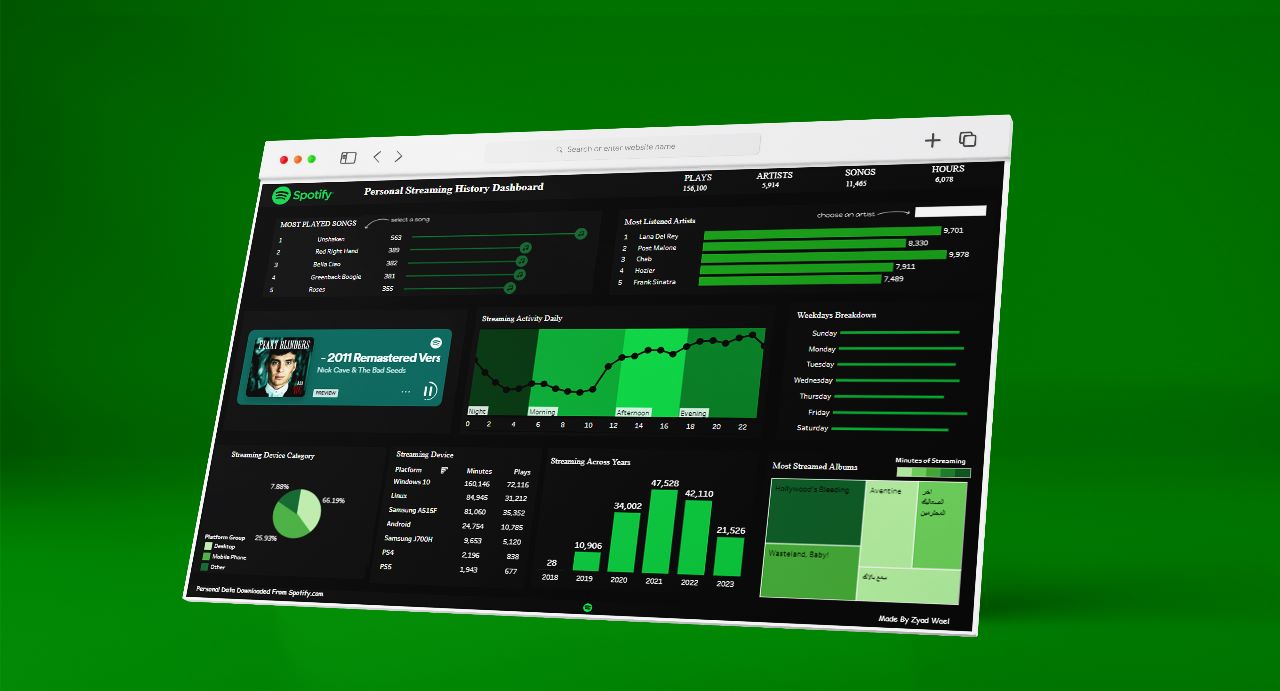 Search or enter website name
Spotify
Personal Streaming History Dashboard
PLAYS
156,100
ARTISTS
5,914
SONGS
11,465
HOURS
6,078
MOST PLAYED SONGS
select a song
1 Unshaken 563
2 Red Right Hand 389
3 Bella Ciao 382
4 Greenback Boogie 381
5 Roses 355
Most Listened Artists
choose an artist
1 Lana Del Rey 9,701
2 Post Malone 8,330
3 Cheb 9,978
4 Hozier 7,911
5 Frank Sinatra 7,489
PEAKY BLINDERS
- 2011 Remastered Vers
Nick Cave & The Bad Seeds
PREVIEW
Streaming Activity Daily
Night Morning Afternoon Evening
0 2 4 6 8 10 12 14 16 18 20 22
Weekdays Breakdown
Sunday
Monday
Tuesday
Wednesday
Thursday
Friday
Saturday
Streaming Device Category
7.88%
66.19%
25.93%
Platform Group
Desktop
Mobile Phone
Other
Streaming Device
Platform Minutes Plays
Windows 10 160,146 72,116
Linux 84,945 31,212
Samsung A515F 81,060 35,352
Android 24,754 10,785
Samsung J700H 9,653 5,120
PS4 2,196 838
PS5 1,943 677
Streaming Across Years
28
10,906
34,002
47,528
42,110
21,526
2018 2019 2020 2021 2022 2023
Most Streamed Albums
Minutes of Streaming
Hollywood's Bleeding
Aventine
اخر
الصعاليك
المحترمين
Wasteland, Baby!
Personal Data Downloaded From Spotify.com
Made By Zyad Wael